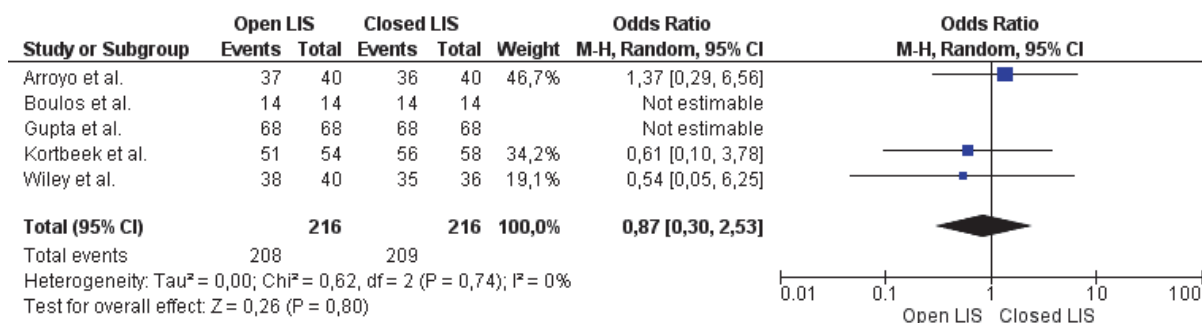 Open LIS Closed LIS Odds Ratio Odds Ratio
Study or Subgroup Events Total Events Total Weight M-H, Random, 95% CI M-H, Random, 95% CI
Arroyo et al. 37 40 36 40 46,7% 1,37 [0,29, 6,56]
Boulos et al. 14 14 14 14 Not estimable
Gupta et al. 68 68 68 68 Not estimable
Kortbeek et al. 51 54 56 58 34,2% 0,61 [0,10, 3,78]
Wiley et al. 38 40 35 36 19,1% 0,54 [0,05, 6,25]
Total (95% CI) 216 216 100,0% 0,87 [0,30, 2,53]
Total events 208 209
Heterogeneity: Tau² = 0,00; Chi² = 0,62, df = 2 (P = 0,74); I² = 0%
Test for overall effect: Z = 0,26 (P = 0,80)
0.01 0.1 1 10 100
Open LIS Closed LIS